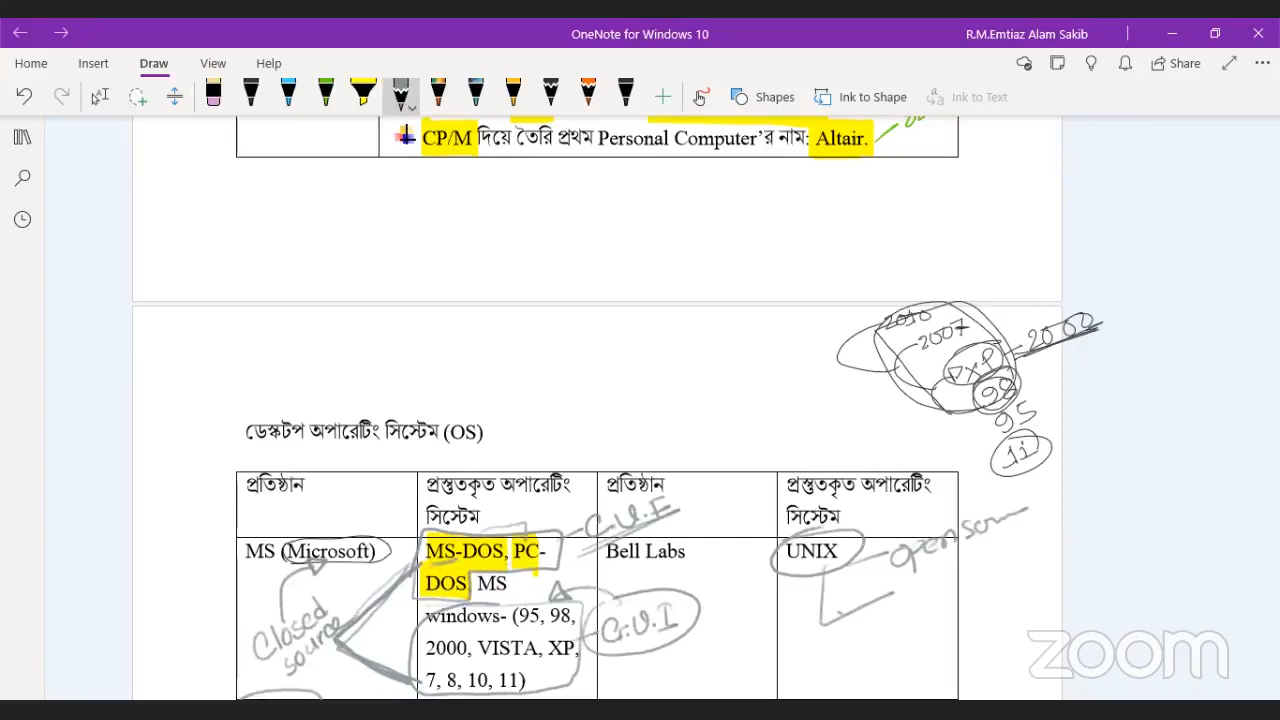 OneNote for Windows 10
R.M.Emtiaz Alam Sakib
Home Insert Draw View Help
Share
Shapes Ink to Shape Ink to Text
CP/M দিয়ে তৈরি প্রথম Personal Computer’র নাম: Altair.
2010
2007
2000
XP
98
95
ডেস্কটপ অপারেটিং সিস্টেম (OS)
প্রতিষ্ঠান
প্রস্তুতকৃত অপারেটিং
সিস্টেম
প্রতিষ্ঠান
প্রস্তুতকৃত অপারেটিং
সিস্টেম
MS (Microsoft)
MS-DOS, PC-
DOS, MS
windows- (95, 98,
2000, VISTA, XP,
7, 8, 10, 11)
Bell Labs
UNIX
Closed
source
G.U.I
zoom